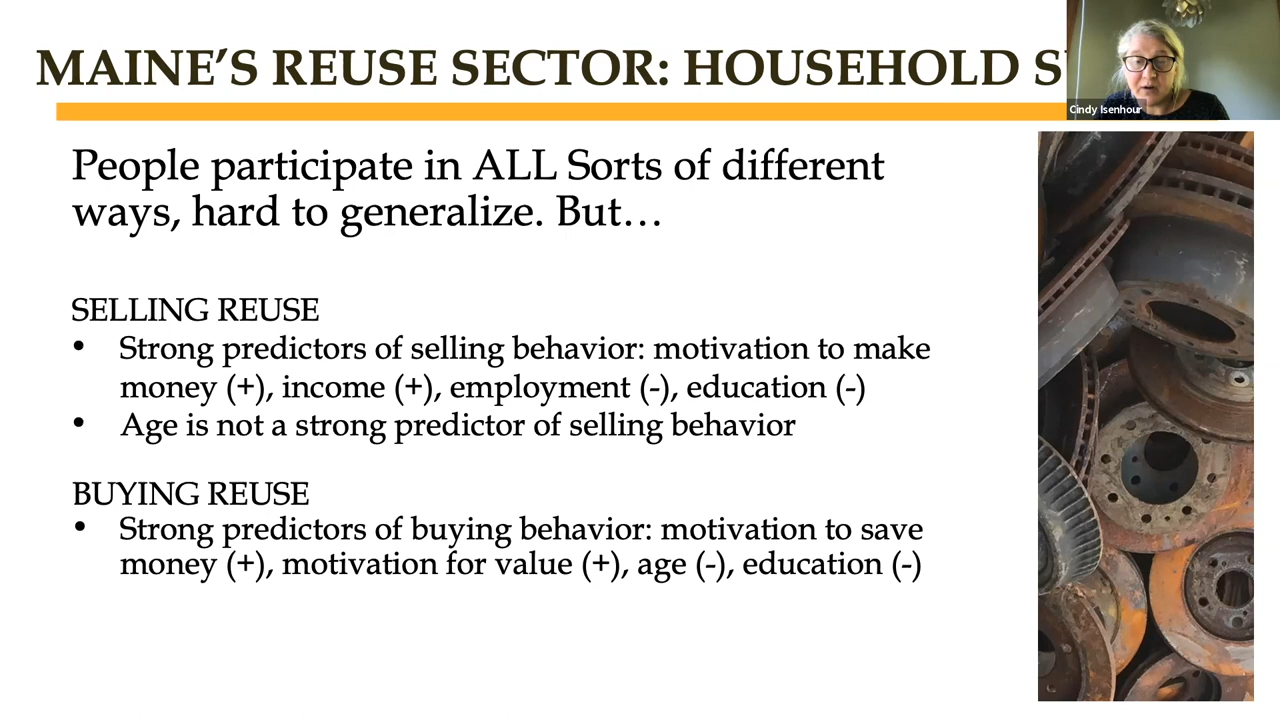 MAINE’S REUSE SECTOR: HOUSEHOLD
Cindy Isenhour
People participate in ALL Sorts of different
ways, hard to generalize. But…
SELLING REUSE
• Strong predictors of selling behavior: motivation to make
money (+), income (+), employment (-), education (-)
• Age is not a strong predictor of selling behavior
BUYING REUSE
• Strong predictors of buying behavior: motivation to save
money (+), motivation for value (+), age (-), education (-)